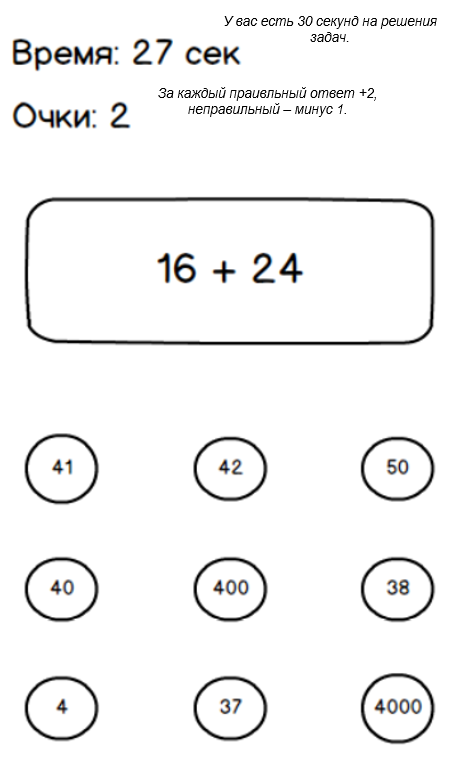 У вас есть 30 секунд на решения
задач.
Время: 27 сек
За каждый праивльный ответ +2,
неправильный – минус 1.
Очки: 2
16 + 24
41 42 50
40 400 38
4 37 4000